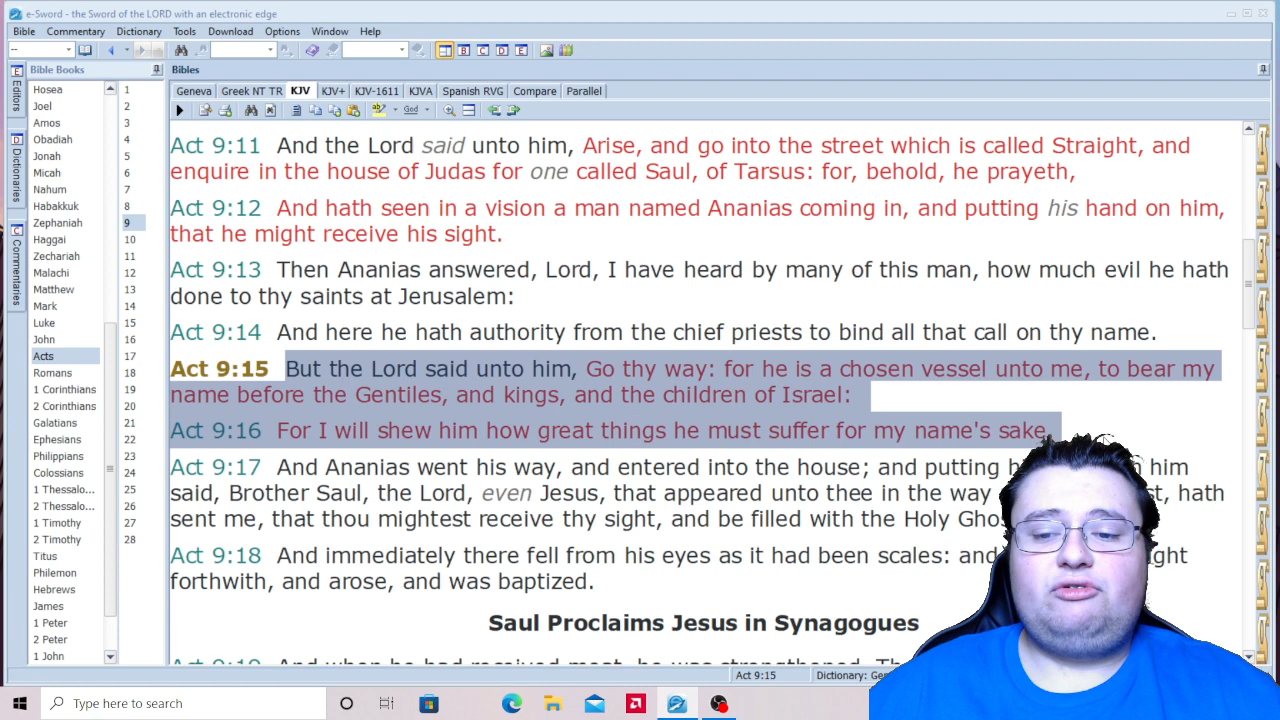 e-Sword - the Sword of the LORD with an electronic edge
Bible Commentary Dictionary Tools Download Options Window Help
--
Bible Books
Bibles
Editors
Dictionaries
Commentaries
Hosea
Joel
Amos
Obadiah
Jonah
Micah
Nahum
Habakkuk
Zephaniah
Haggai
Zechariah
Malachi
Matthew
Mark
Luke
John
Acts
Romans
1 Corinthians
2 Corinthians
Galatians
Ephesians
Philippians
Colossians
1 Thessalo...
2 Thessalo...
1 Timothy
2 Timothy
Titus
Philemon
Hebrews
James
1 Peter
2 Peter
1 John
1
2
3
4
5
6
7
8
9
10
11
12
13
14
15
16
17
18
19
20
21
22
23
24
25
26
27
28
Geneva Greek NT TR KJV KJV+ KJV-1611 KJVA Spanish RVG Compare Parallel
God
Act 9:11 And the Lord said unto him, Arise, and go into the street which is called Straight, and
enquire in the house of Judas for one called Saul, of Tarsus: for, behold, he prayeth,
Act 9:12 And hath seen in a vision a man named Ananias coming in, and putting his hand on him,
that he might receive his sight.
Act 9:13 Then Ananias answered, Lord, I have heard by many of this man, how much evil he hath
done to thy saints at Jerusalem:
Act 9:14 And here he hath authority from the chief priests to bind all that call on thy name.
Act 9:15 But the Lord said unto him, Go thy way: for he is a chosen vessel unto me, to bear my
name before the Gentiles, and kings, and the children of Israel:
Act 9:16 For I will shew him how great things he must suffer for my name's sake.
Act 9:17 And Ananias went his way, and entered into the house; and putting him
said, Brother Saul, the Lord, even Jesus, that appeared unto thee in the way hath
sent me, that thou mightest receive thy sight, and be filled with the Holy
Act 9:18 And immediately there fell from his eyes as it had been scales:
forthwith, and arose, and was baptized.
Saul Proclaims Jesus in Synagogues
Act 9:15
Dictionary:
Type here to search